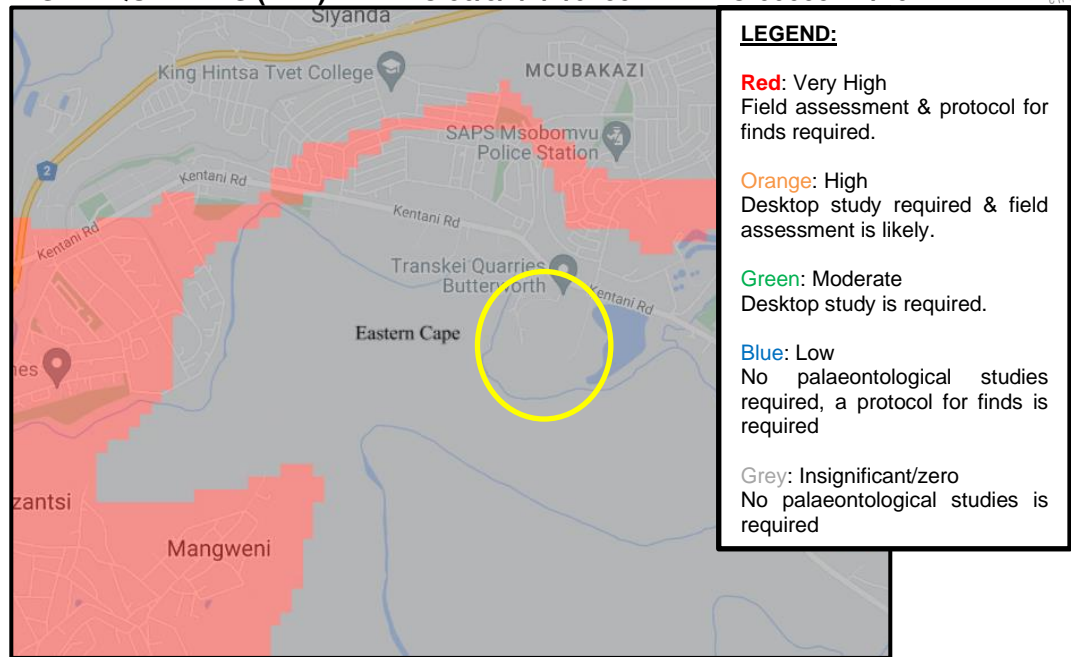 Siyanda
King Hintsa Tvet College
MCUBAKAZI
SAPS Msobomvu
Police Station
2
Kentani Rd
Kentani Rd
Kentani Rd
Transkei Quarries
Butterworth
Kentani Rd
Eastern Cape
nes
zantsi
Mangweni
LEGEND:
Red: Very High
Field assessment & protocol for
finds required.
Orange: High
Desktop study required & field
assessment is likely.
Green: Moderate
Desktop study is required.
Blue: Low
No palaeontological studies
required, a protocol for finds is
required
Grey: Insignificant/zero
No palaeontological studies is
required